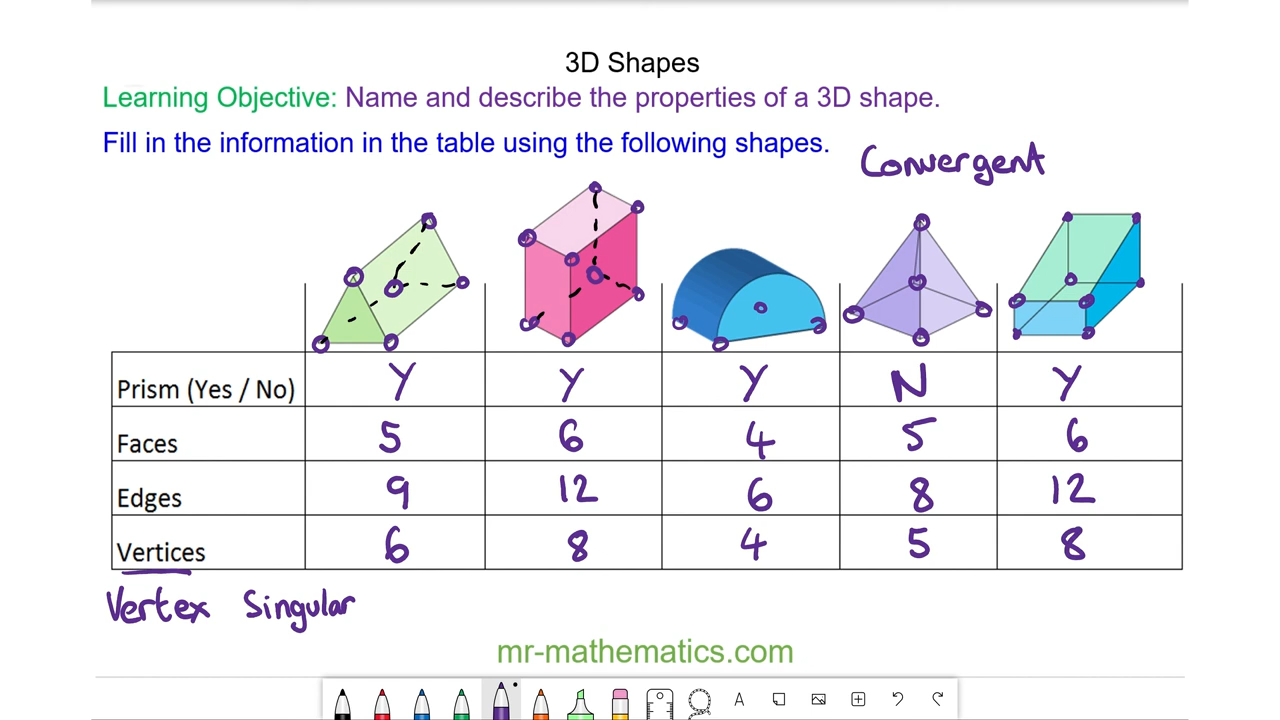 3D Shapes
Learning Objective: Name and describe the properties of a 3D shape.
Fill in the information in the table using the following shapes.
Convergent
Prism (Yes / No) Y Y Y N Y
Faces 5 6 4 5 6
Edges 9 12 6 8 12
Vertices 6 8 4 5 8
Vertex Singular
mr-mathematics.com
A